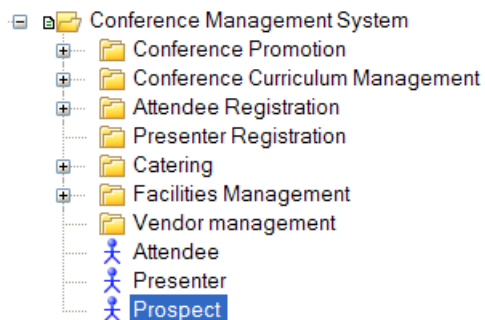 Conference Management System
Conference Promotion
Conference Curriculum Management
Attendee Registration
Presenter Registration
Catering
Facilities Management
Vendor management
Attendee
Presenter
Prospect